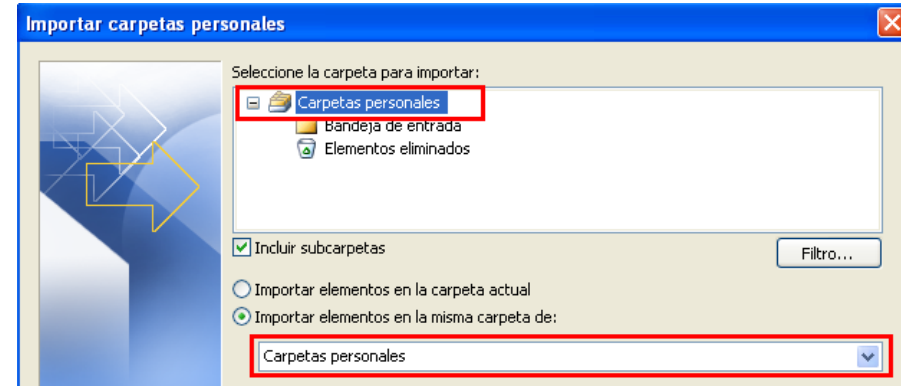 Importar carpetas personales
Seleccione la carpeta para importar:
Carpetas personales
Bandeja de entrada
Elementos eliminados
Incluir subcarpetas
Filtro...
Importar elementos en la carpeta actual
Importar elementos en la misma carpeta de:
Carpetas personales